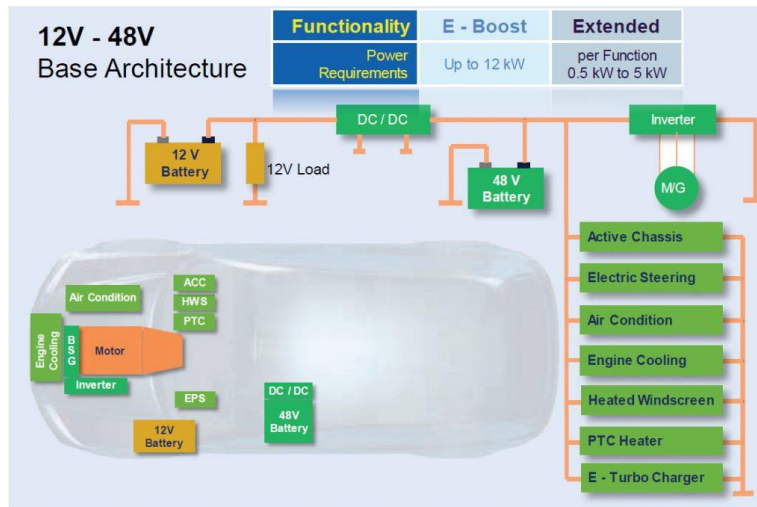 12V - 48V
Base Architecture
Functionality
E - Boost
Extended
Power
Requirements
Up to 12 kW
per Function
0.5 kW to 5 kW
DC / DC
Inverter
12 V
Battery
12V Load
48 V
Battery
M/G
Active Chassis
Electric Steering
Air Condition
Engine Cooling
Heated Windscreen
PTC Heater
E - Turbo Charger
ACC
HWS
PTC
Air Condition
Engine
Cooling
BSG
Motor
Inverter
EPS
DC / DC
48V
Battery
12V
Battery